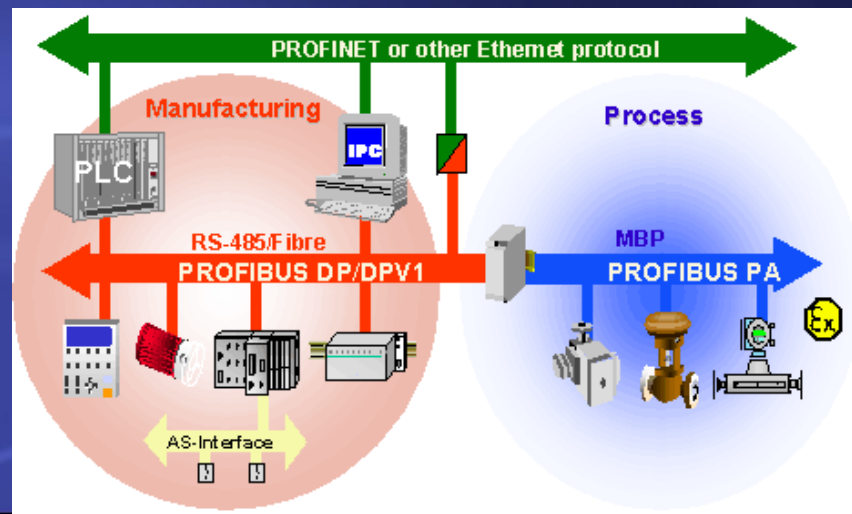 PROFINET or other Ethernet protocol
Manufacturing
Process
PLC
IPC
RS-485/Fibre
MBP
PROFIBUS DP/DPV1
PROFIBUS PA
Ex
AS-Interface